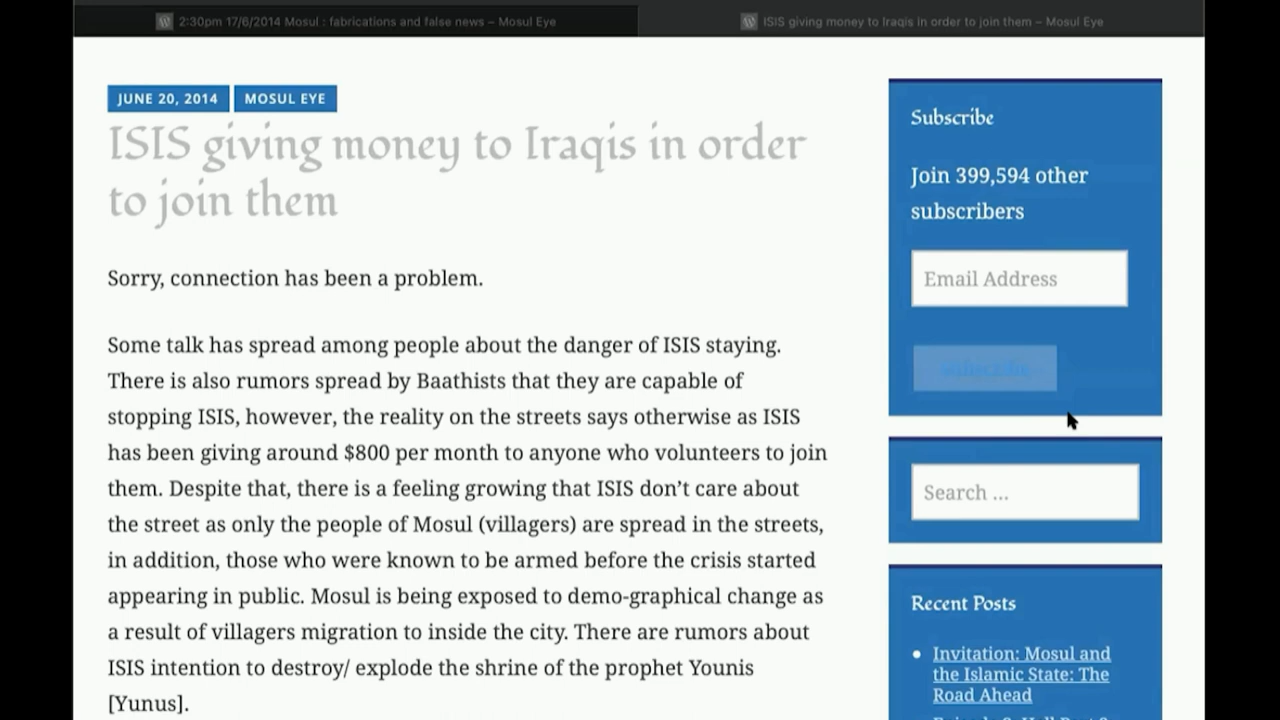 2:30pm 17/6/2014 Mosul : fabrications and false news – Mosul Eye
ISIS giving money to Iraqis in order to join them – Mosul Eye
JUNE 20, 2014
MOSUL EYE
ISIS giving money to Iraqis in order
to join them
Sorry, connection has been a problem.
Some talk has spread among people about the danger of ISIS staying.
There is also rumors spread by Baathists that they are capable of
stopping ISIS, however, the reality on the streets says otherwise as ISIS
has been giving around $800 per month to anyone who volunteers to join
them. Despite that, there is a feeling growing that ISIS don’t care about
the street as only the people of Mosul (villagers) are spread in the streets,
in addition, those who were known to be armed before the crisis started
appearing in public. Mosul is being exposed to demo-graphical change as
a result of villagers migration to inside the city. There are rumors about
ISIS intention to destroy/ explode the shrine of the prophet Younis
[Yunus].
Subscribe
Join 399,594 other
subscribers
Email Address
Subscribe
Search ...
Recent Posts
Invitation: Mosul and
the Islamic State: The
Road Ahead